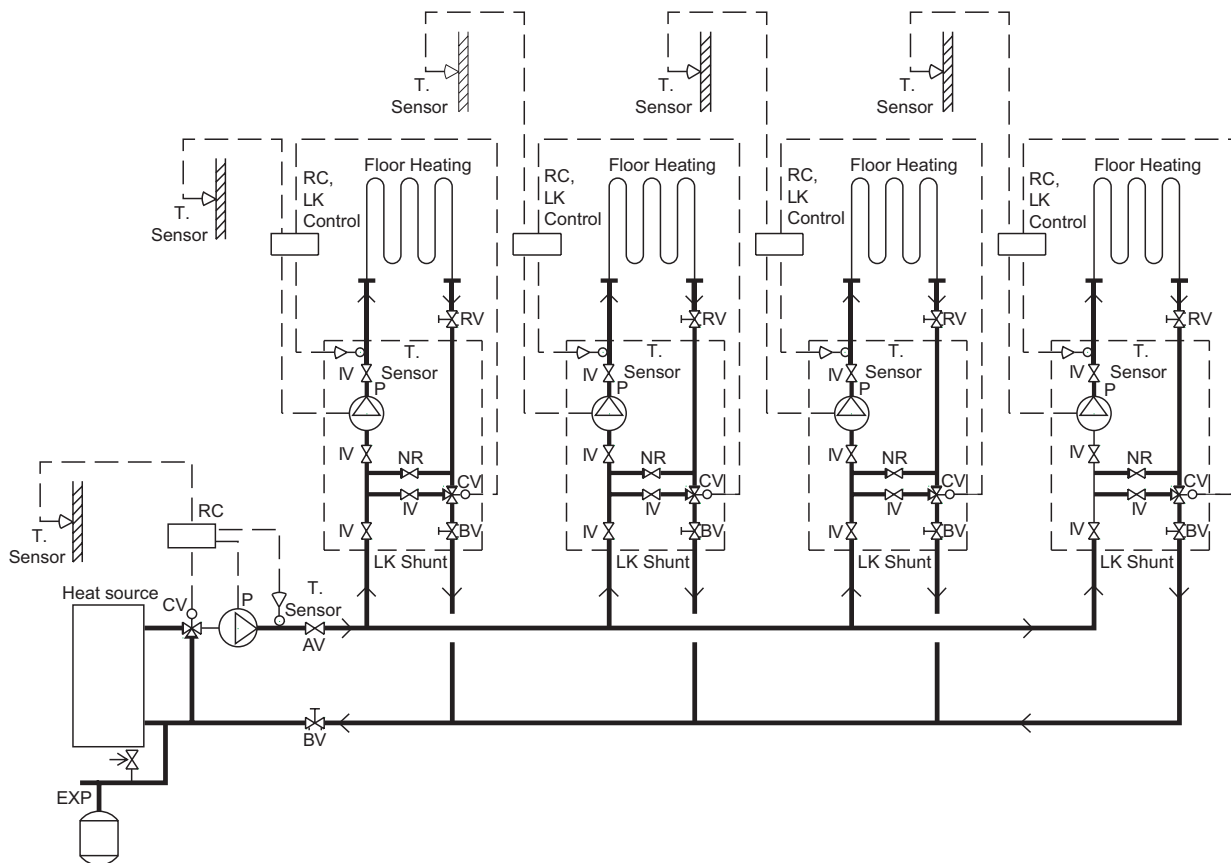 T.
Sensor
T.
Sensor
T.
Sensor
T.
Sensor
RC,
LK
Control
Floor Heating
RC,
LK
Control
Floor Heating
RC,
LK
Control
Floor Heating
RC,
LK
Control
Floor Heating
RV
RV
RV
RV
T.
Sensor
IV
P
T.
Sensor
IV
P
T.
Sensor
IV
P
T.
Sensor
IV
P
IV
NR
CV
IV
IV
BV
LK Shunt
IV
NR
CV
IV
IV
BV
LK Shunt
IV
NR
CV
IV
IV
BV
LK Shunt
IV
NR
CV
IV
IV
BV
LK Shunt
T.
Sensor
RC
Heat source
CV
P
T.
Sensor
AV
BV
EXP